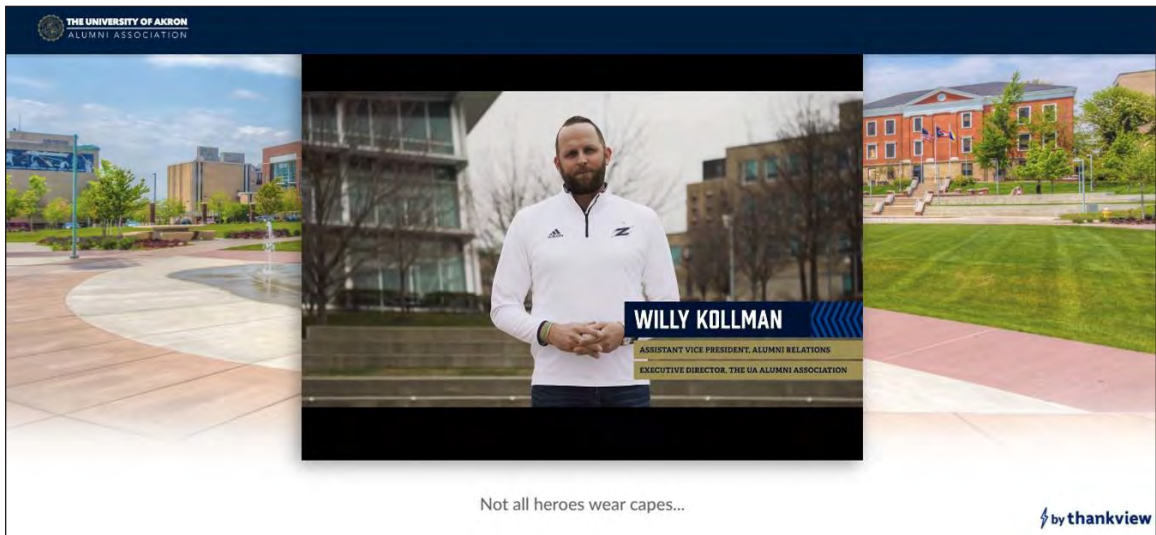 THE UNIVERSITY OF AKRON
ALUMNI ASSOCIATION
WILLY KOLLMAN
ASSISTANT VICE PRESIDENT, ALUMNI RELATIONS
EXECUTIVE DIRECTOR, THE UA ALUMNI ASSOCIATION
Not all heroes wear capes...
by thankview